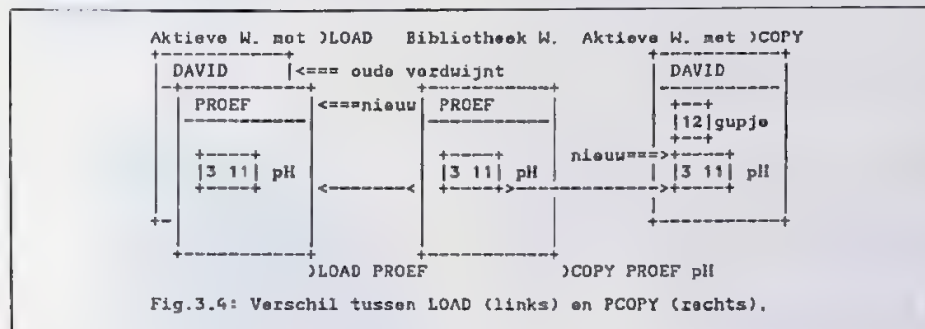 Aktieve W. met )LOAD Bibliotheek W. Aktieve W. met )COPY
DAVID <=== oude verdwijnt DAVID
PROEF <===nieuw PROEF
|12|gupje
nieuw===>
|3 11| pH |3 11| pH |3 11| pH
)LOAD PROEF )COPY PROEF pH
Fig.3.4: Verschil tussen LOAD (links) en PCOPY (rechts).